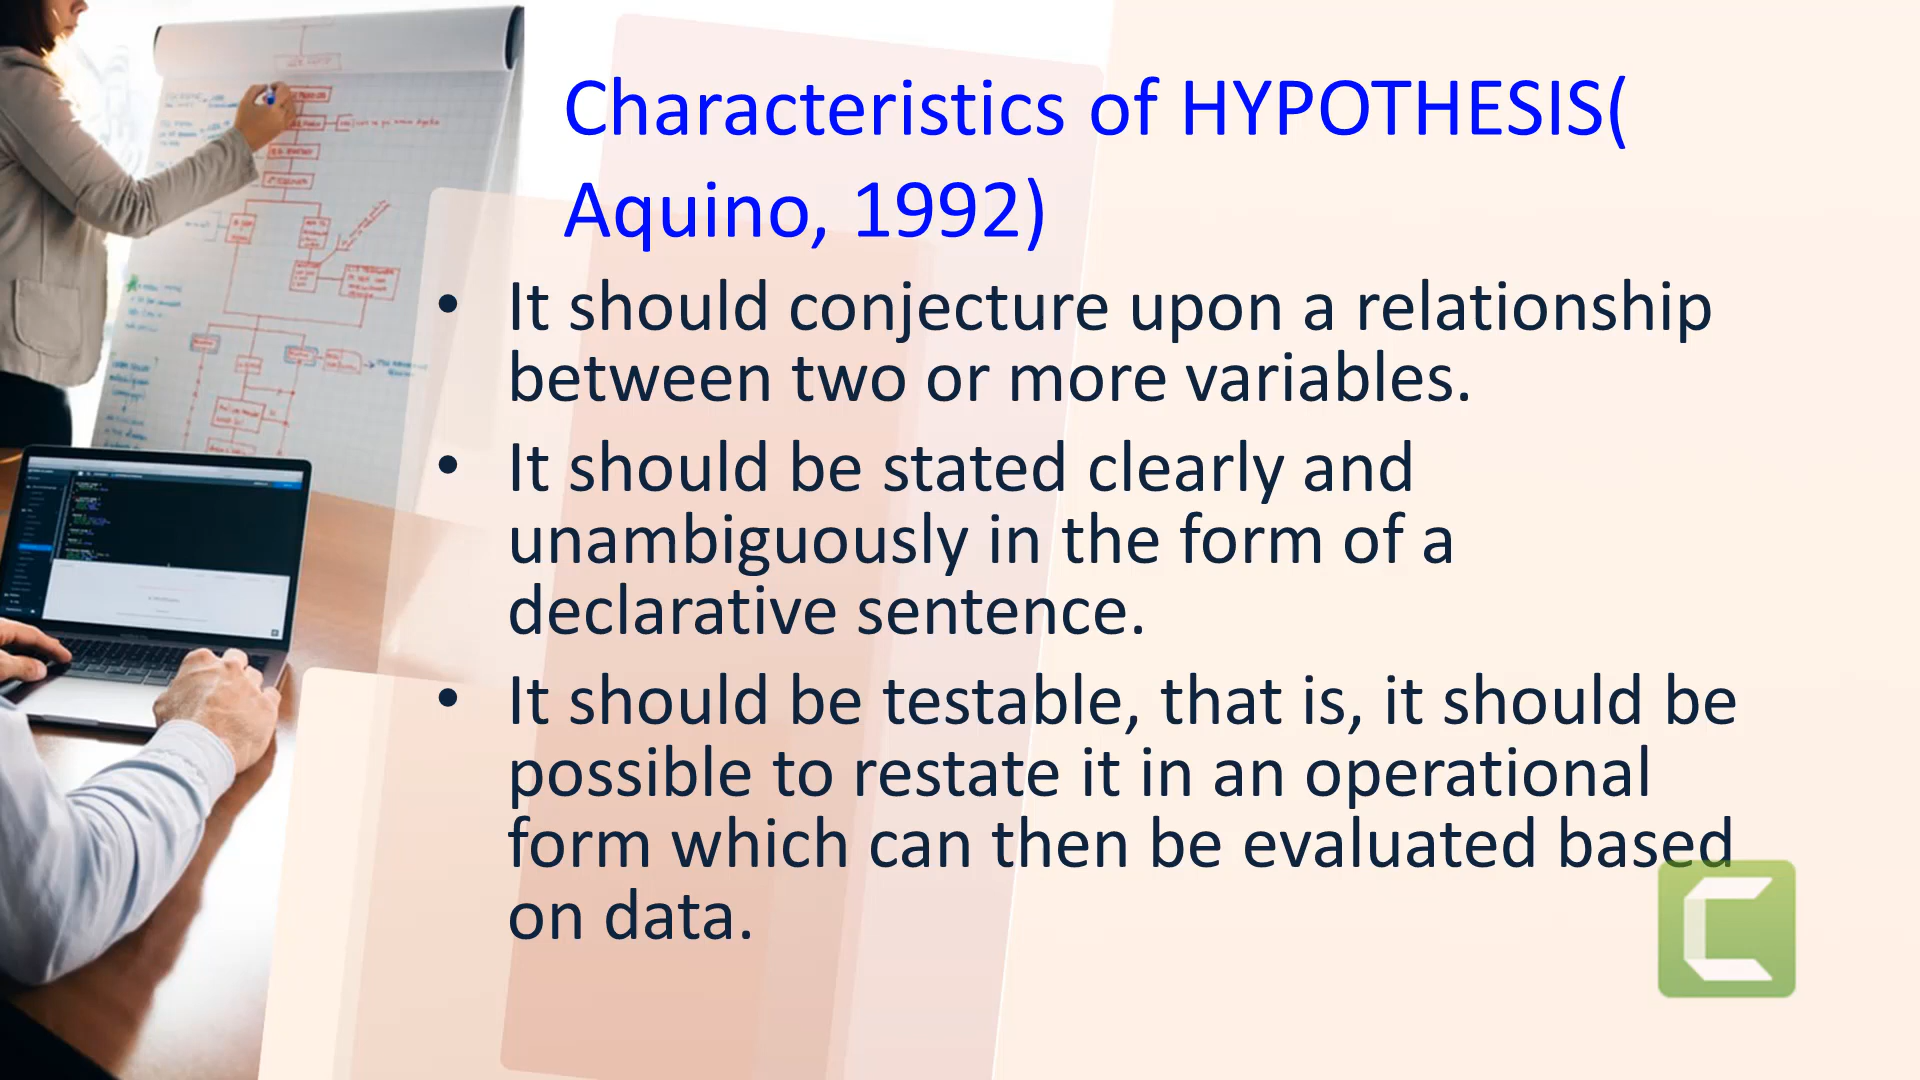 Characteristics of HYPOTHESIS(
Aquino, 1992)
• It should conjecture upon a relationship
between two or more variables.
• It should be stated clearly and
unambiguously in the form of a
declarative sentence.
• It should be testable, that is, it should be
possible to restate it in an operational
form which can then be evaluated based
on data.